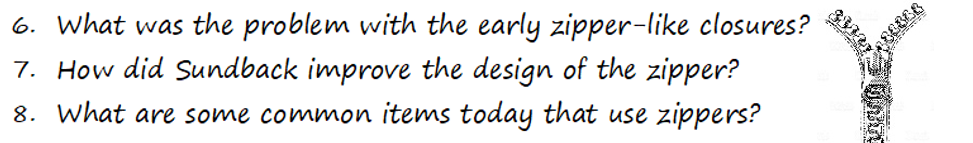 6. What was the problem with the early zipper-like closures?
7. How did Sundback improve the design of the zipper?
8. What are some common items today that use zippers?